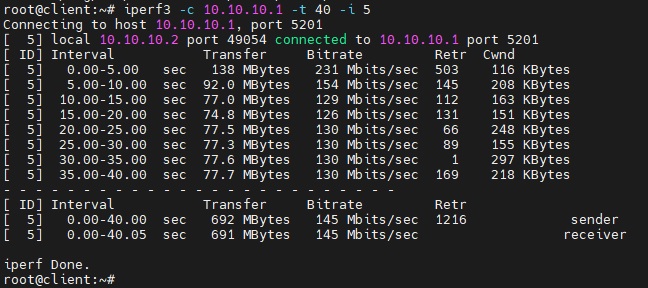 root@client:~# iperf3 -c 10.10.10.1 -t 40 -i 5
Connecting to host 10.10.10.1, port 5201
[  5] local 10.10.10.2 port 49054 connected to 10.10.10.1 port 5201
[ ID] Interval           Transfer     Bitrate         Retr  Cwnd
[  5]   0.00-5.00   sec   138 MBytes   231 Mbits/sec  503    116 KBytes
[  5]   5.00-10.00  sec  92.0 MBytes   154 Mbits/sec  145    208 KBytes
[  5]  10.00-15.00  sec  77.0 MBytes   129 Mbits/sec  112    163 KBytes
[  5]  15.00-20.00  sec  74.8 MBytes   126 Mbits/sec  131    151 KBytes
[  5]  20.00-25.00  sec  77.5 MBytes   130 Mbits/sec   66    248 KBytes
[  5]  25.00-30.00  sec  77.3 MBytes   130 Mbits/sec   89    155 KBytes
[  5]  30.00-35.00  sec  77.6 MBytes   130 Mbits/sec    1    297 KBytes
[  5]  35.00-40.00  sec  77.7 MBytes   130 Mbits/sec  169    218 KBytes
- - - - - - - - - - - - - - - - - - - - - - - - -
[ ID] Interval           Transfer     Bitrate         Retr
[  5]   0.00-40.00  sec   692 MBytes   145 Mbits/sec  1216             sender
[  5]   0.00-40.05  sec   691 MBytes   145 Mbits/sec                  receiver
iperf Done.
root@client:~#